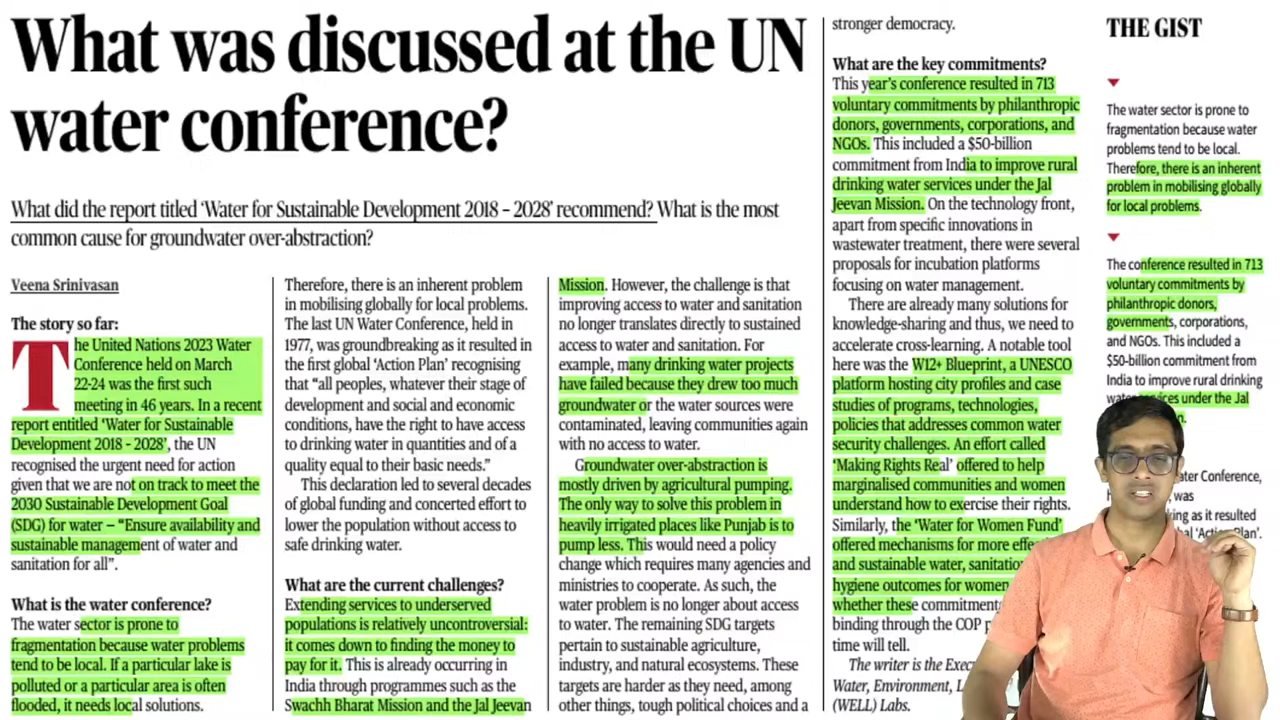 What was discussed at the UN
water conference?
What did the report titled ‘Water for Sustainable Development 2018 – 2028’ recommend? What is the most
common cause for groundwater over-abstraction?
Veena Srinivasan
The story so far:
The United Nations 2023 Water
Conference held on March
22-24 was the first such
meeting in 46 years. In a recent
report entitled ‘Water for Sustainable
Development 2018 – 2028’, the UN
recognised the urgent need for action
given that we are not on track to meet the
2030 Sustainable Development Goal
(SDG) for water – “Ensure availability and
sustainable management of water and
sanitation for all”.
What is the water conference?
The water sector is prone to
fragmentation because water problems
tend to be local. If a particular lake is
polluted or a particular area is often
flooded, it needs local solutions.
Therefore, there is an inherent problem
in mobilising globally for local problems.
The last UN Water Conference, held in
1977, was groundbreaking as it resulted in
the first global ‘Action Plan’ recognising
that “all peoples, whatever their stage of
development and social and economic
conditions, have the right to have access
to drinking water in quantities and of a
quality equal to their basic needs.”
This declaration led to several decades
of global funding and concerted effort to
lower the population without access to
safe drinking water.
What are the current challenges?
Extending services to underserved
populations is relatively uncontroversial:
it comes down to finding the money to
pay for it. This is already occurring in
India through programmes such as the
Swachh Bharat Mission and the Jal Jeevan
Mission. However, the challenge is that
improving access to water and sanitation
no longer translates directly to sustained
access to water and sanitation. For
example, many drinking water projects
have failed because they drew too much
groundwater or the water sources were
contaminated, leaving communities again
with no access to water.
Groundwater over-abstraction is
mostly driven by agricultural pumping.
The only way to solve this problem in
heavily irrigated places like Punjab is to
pump less. This would need a policy
change which requires many agencies and
ministries to cooperate. As such, the
water problem is no longer about access
to water. The remaining SDG targets
pertain to sustainable agriculture,
industry, and natural ecosystems. These
targets are harder as they need, among
other things, tough political choices and a
stronger democracy.
What are the key commitments?
This year’s conference resulted in 713
voluntary commitments by philanthropic
donors, governments, corporations, and
NGOs. This included a $50-billion
commitment from India to improve rural
drinking water services under the Jal
Jeevan Mission. On the technology front,
apart from specific innovations in
wastewater treatment, there were several
proposals for incubation platforms
focusing on water management.
There are already many solutions for
knowledge-sharing and thus, we need to
accelerate cross-learning. A notable tool
here was the W12+ Blueprint, a UNESCO
platform hosting city profiles and case
studies of programs, technologies,
policies that addresses common water
security challenges. An effort called
‘Making Rights Real’ offered to help
marginalised communities and women
understand how to exercise their rights.
Similarly, the ‘Water for Women Fund’
offered mechanisms for more
and sustainable water,
hygiene outcomes for women
whether these
binding through the COP
time will tell.
The writer is the
Water, Environment,
(WELL) Labs.
THE GIST
The water sector is prone to
fragmentation because water
problems tend to be local.
Therefore, there is an inherent
problem in mobilising globally
for local problems.
The conference resulted in 713
voluntary commitments by
philanthropic donors,
governments, corporations,
and NGOs. This included a
$50-billion commitment from
India to improve rural drinking
water services under the Jal
Conference,
was
as it resulted
Plan’.